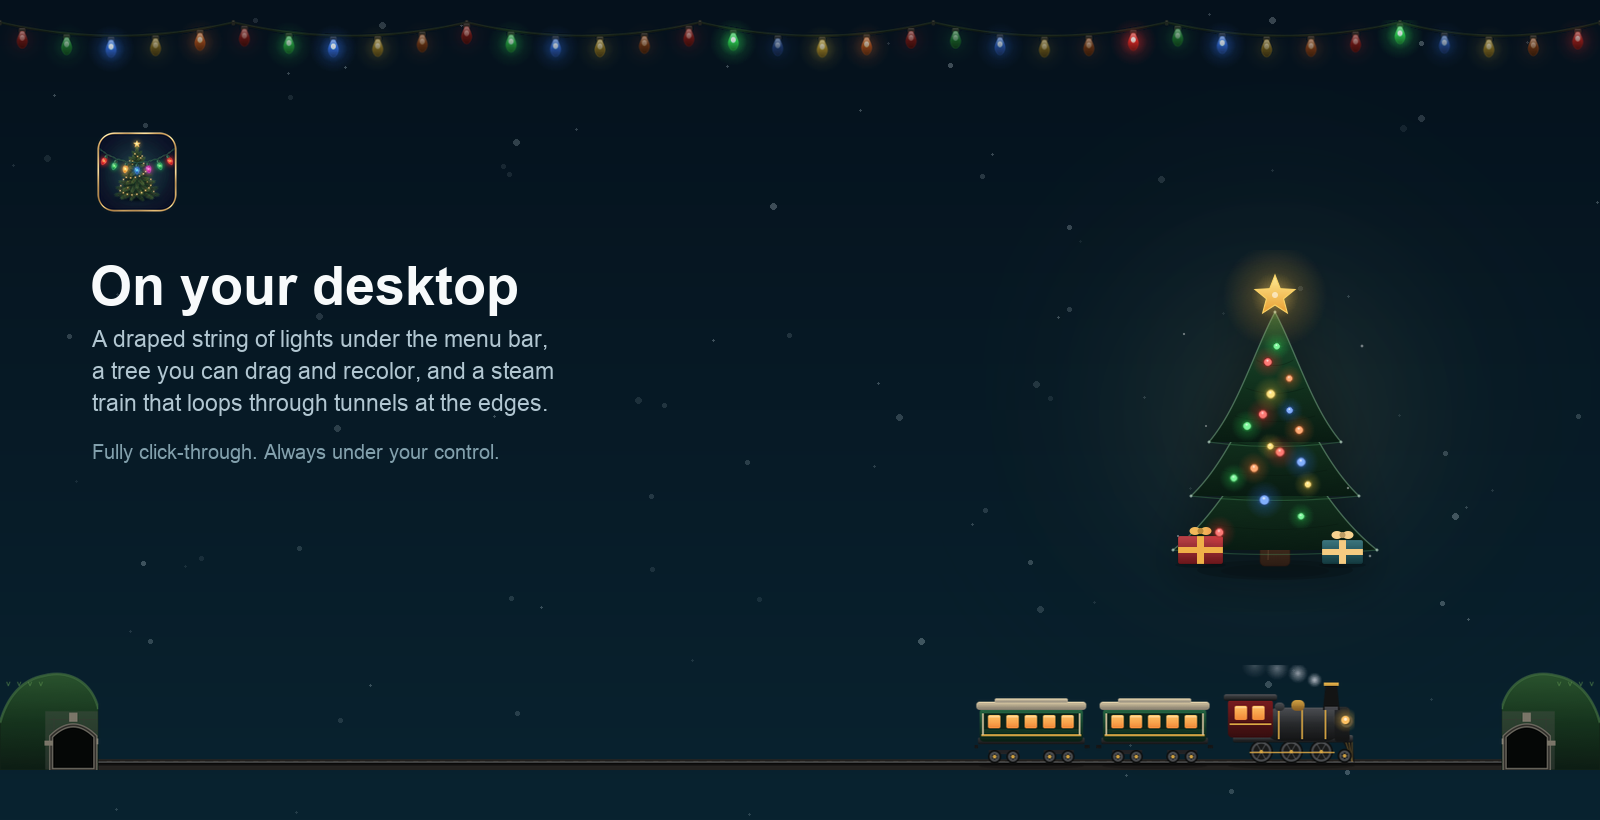 On your desktop
A draped string of lights under the menu bar,
a tree you can drag and recolor, and a steam
train that loops through tunnels at the edges.
Fully click-through. Always under your control.